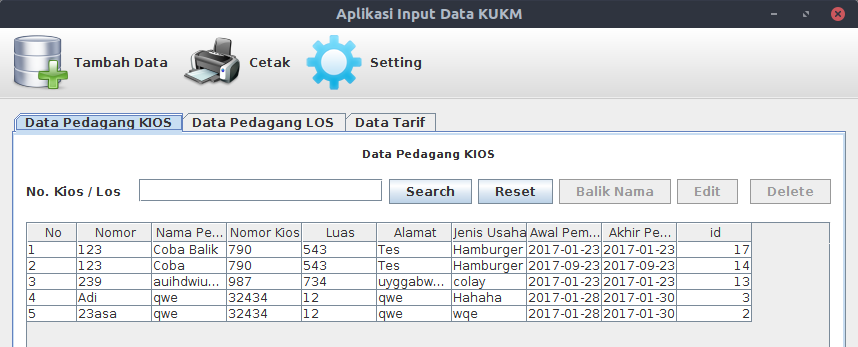 Aplikasi Input Data KUKM
Tambah Data Cetak Setting
Data Pedagang KIOS Data Pedagang LOS Data Tarif
Data Pedagang KIOS
No. Kios / Los Search Reset Balik Nama Edit Delete
No Nomor Nama Pe... Nomor Kios Luas Alamat Jenis Usaha Awal Pem... Akhir Pe... id
1 123 Coba Balik 790 543 Tes Hamburger 2017-01-23 2017-01-23 17
2 123 Coba 790 543 Tes Hamburger 2017-09-23 2017-09-23 14
3 239 auihdwiu... 987 734 uyggabw... colay 2017-01-23 2017-01-23 13
4 Adi qwe 32434 12 qwe Hahaha 2017-01-28 2017-01-30 3
5 23asa qwe 32434 12 qwe wqe 2017-01-28 2017-01-30 2